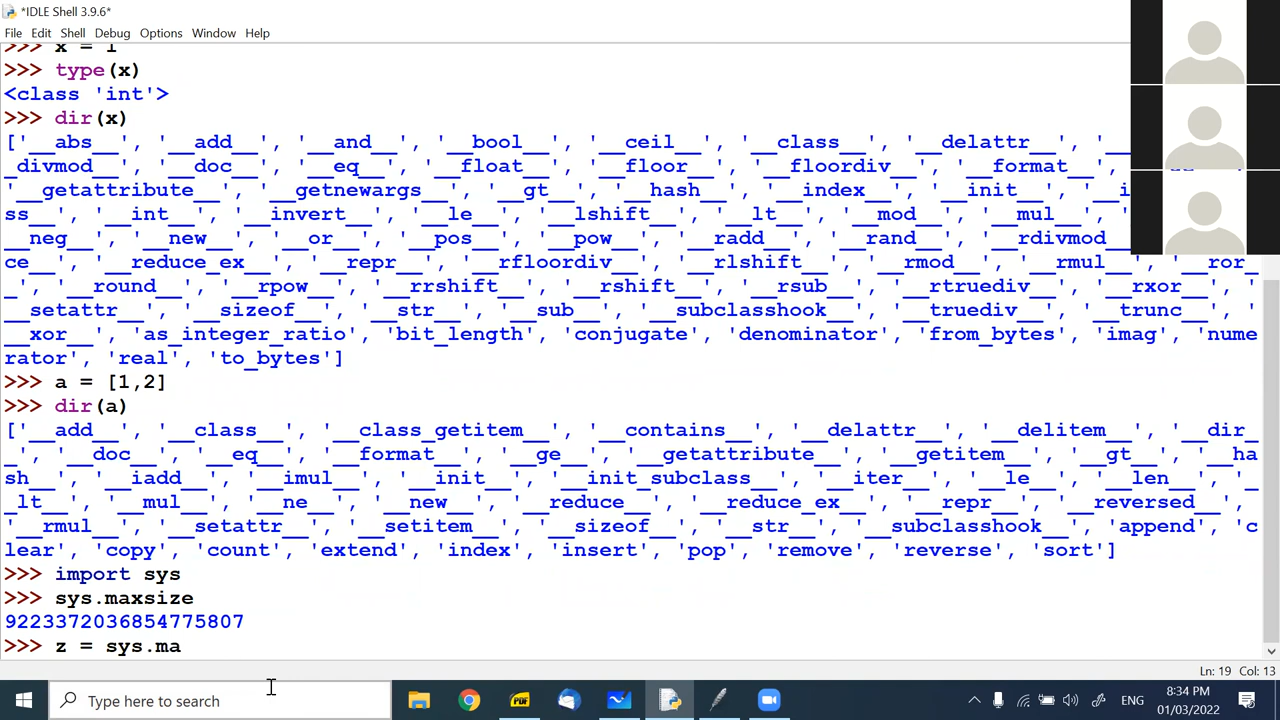 *IDLE Shell 3.9.6*
File Edit Shell Debug Options Window Help
>>> x = 1
>>> type(x)
<class 'int'>
>>> dir(x)
['__abs__', '__add__', '__and__', '__bool__', '__ceil__', '__class__', '__delattr__', '__
_divmod__', '__doc__', '__eq__', '__float__', '__floor__', '__floordiv__', '__format__',
'__getattribute__', '__getnewargs__', '__gt__', '__hash__', '__index__', '__init__', '__i
ss__', '__int__', '__invert__', '__le__', '__lshift__', '__lt__', '__mod__', '__mul__',
__neg__', '__new__', '__or__', '__pos__', '__pow__', '__radd__', '__rand__', '__rdivmod__
ce__', '__reduce_ex__', '__repr__', '__rfloordiv__', '__rlshift__', '__rmod__', '__rmul__', '__ror_
_', '__round__', '__rpow__', '__rrshift__', '__rshift__', '__rsub__', '__rtruediv__', '__rxor__', '
__setattr__', '__sizeof__', '__str__', '__sub__', '__subclasshook__', '__truediv__', '__trunc__', '
__xor__', 'as_integer_ratio', 'bit_length', 'conjugate', 'denominator', 'from_bytes', 'imag', 'nume
rator', 'real', 'to_bytes']
>>> a = [1,2]
>>> dir(a)
['__add__', '__class__', '__class_getitem__', '__contains__', '__delattr__', '__delitem__', '__dir_
_', '__doc__', '__eq__', '__format__', '__ge__', '__getattribute__', '__getitem__', '__gt__', '__ha
sh__', '__iadd__', '__imul__', '__init__', '__init_subclass__', '__iter__', '__le__', '__len__', '_
_lt__', '__mul__', '__ne__', '__new__', '__reduce__', '__reduce_ex__', '__repr__', '__reversed__',
'__rmul__', '__setattr__', '__setitem__', '__sizeof__', '__str__', '__subclasshook__', 'append', 'c
lear', 'copy', 'count', 'extend', 'index', 'insert', 'pop', 'remove', 'reverse', 'sort']
>>> import sys
>>> sys.maxsize
9223372036854775807
>>> z = sys.ma
Ln: 19 Col: 13
Type here to search
PDF
ENG
8:34 PM
01/03/2022